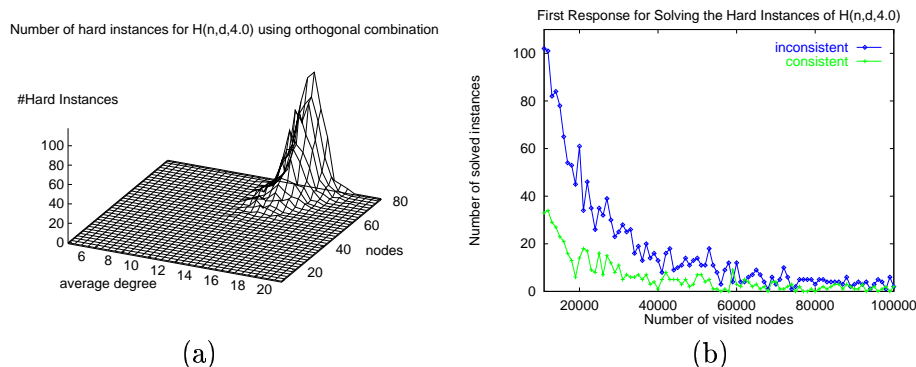 Number of hard instances for H(n,d,4.0) using orthogonal combination
#Hard Instances
100
80
60
40
20
0
6
8
10
12
14
16
18
20
average degree
20
40
60
80
nodes
(a)
First Response for Solving the Hard Instances of H(n,d,4.0)
inconsistent
consistent
Number of solved instances
100
80
60
40
20
0
20000
40000
60000
80000
100000
Number of visited nodes
(b)